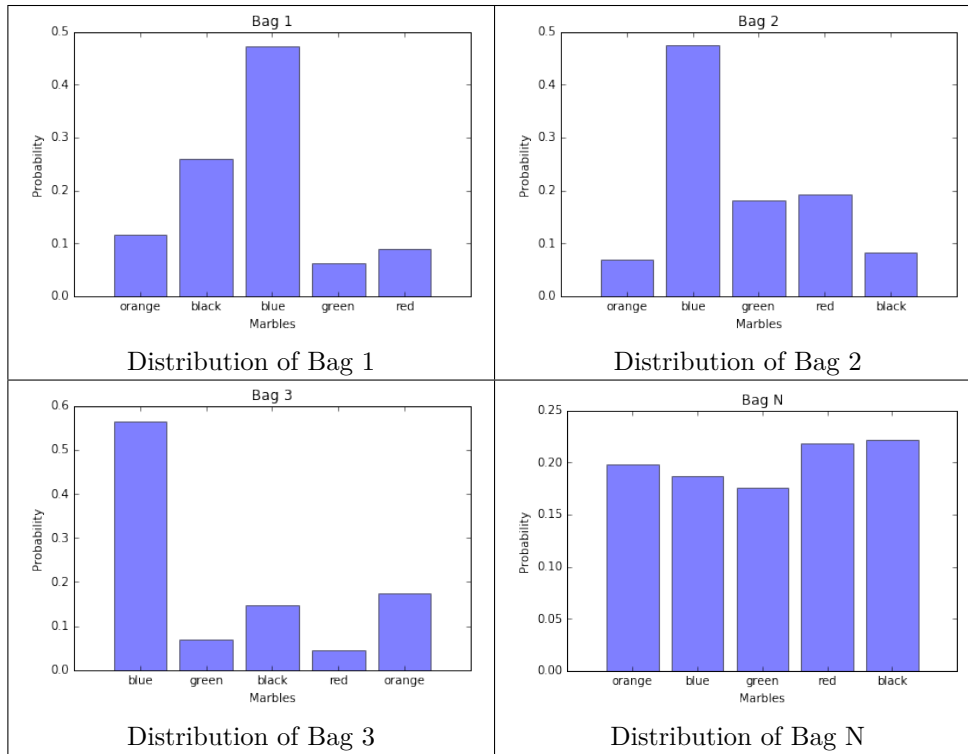 Bag 1
0.5
0.4
0.3
0.2
0.1
0.0
Probability
orange black blue green red
Marbles
Distribution of Bag 1
Bag 2
0.5
0.4
0.3
0.2
0.1
0.0
Probability
orange blue green red black
Marbles
Distribution of Bag 2
Bag 3
0.6
0.5
0.4
0.3
0.2
0.1
0.0
Probability
blue green black red orange
Marbles
Distribution of Bag 3
Bag N
0.25
0.20
0.15
0.10
0.05
0.00
Probability
orange blue green red black
Marbles
Distribution of Bag N